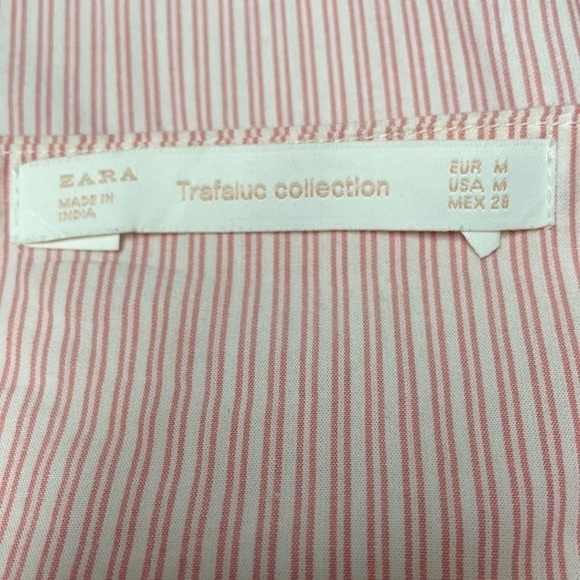 ZARA
MADE IN
INDIA
Trafaluc collection
EUR M
USA M
MEX 28